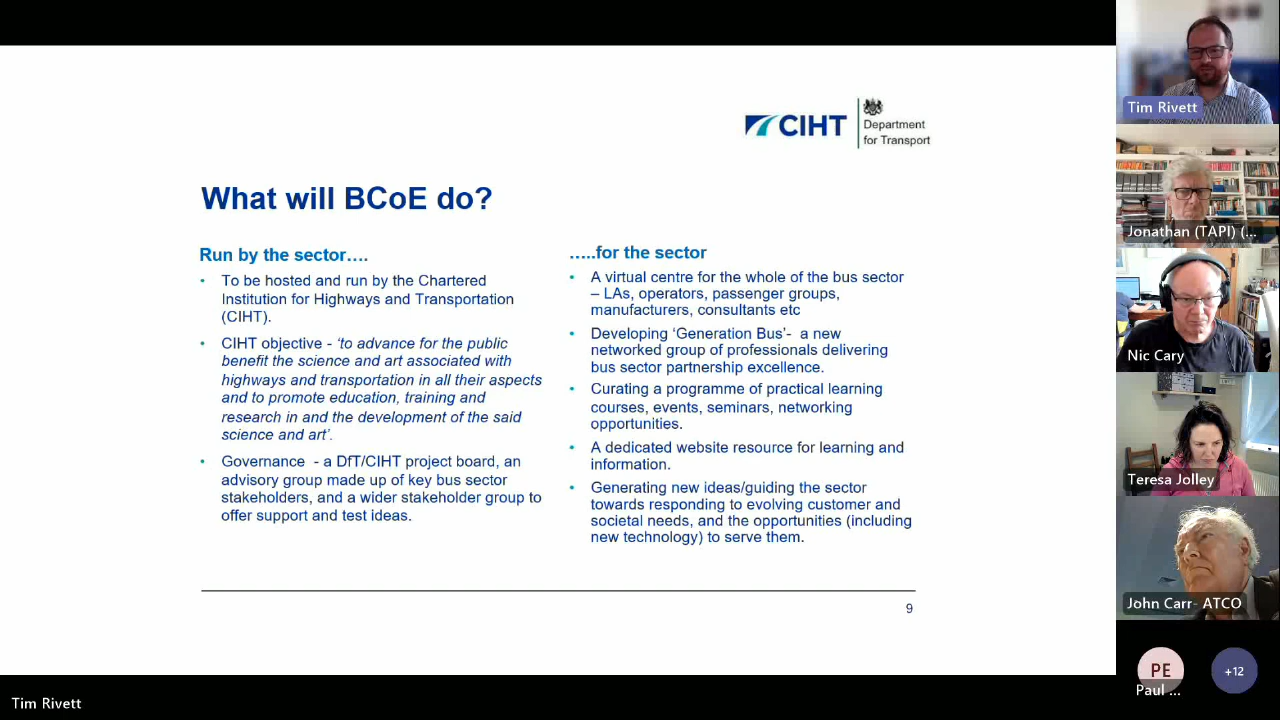 CIHT
Department
for Transport
What will BCoE do?
Run by the sector….
• To be hosted and run by the Chartered
Institution for Highways and Transportation
(CIHT).
• CIHT objective - ‘to advance for the public
benefit the science and art associated with
highways and transportation in all their aspects
and to promote education, training and
research in and the development of the said
science and art’.
• Governance - a DfT/CIHT project board, an
advisory group made up of key bus sector
stakeholders, and a wider stakeholder group to
offer support and test ideas.
…..for the sector
• A virtual centre for the whole of the bus sector
– LAs, operators, passenger groups,
manufacturers, consultants etc
• Developing ‘Generation Bus’- a new
networked group of professionals delivering
bus sector partnership excellence.
• Curating a programme of practical learning
courses, events, seminars, networking
opportunities.
• A dedicated website resource for learning and
information.
• Generating new ideas/guiding the sector
towards responding to evolving customer and
societal needs, and the opportunities (including
new technology) to serve them.
9
Tim Rivett
Jonathan (TAPI) (...
Nic Cary
Teresa Jolley
John Carr- ATCO
PE
Paul ...
+12
Tim Rivett